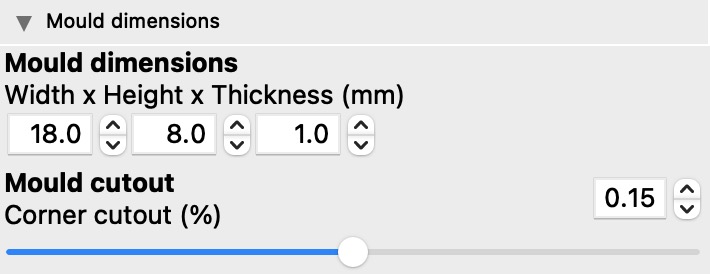 Mould dimensions
Mould dimensions
Width x Height x Thickness (mm)
18.0 8.0 1.0
Mould cutout
Corner cutout (%)
0.15